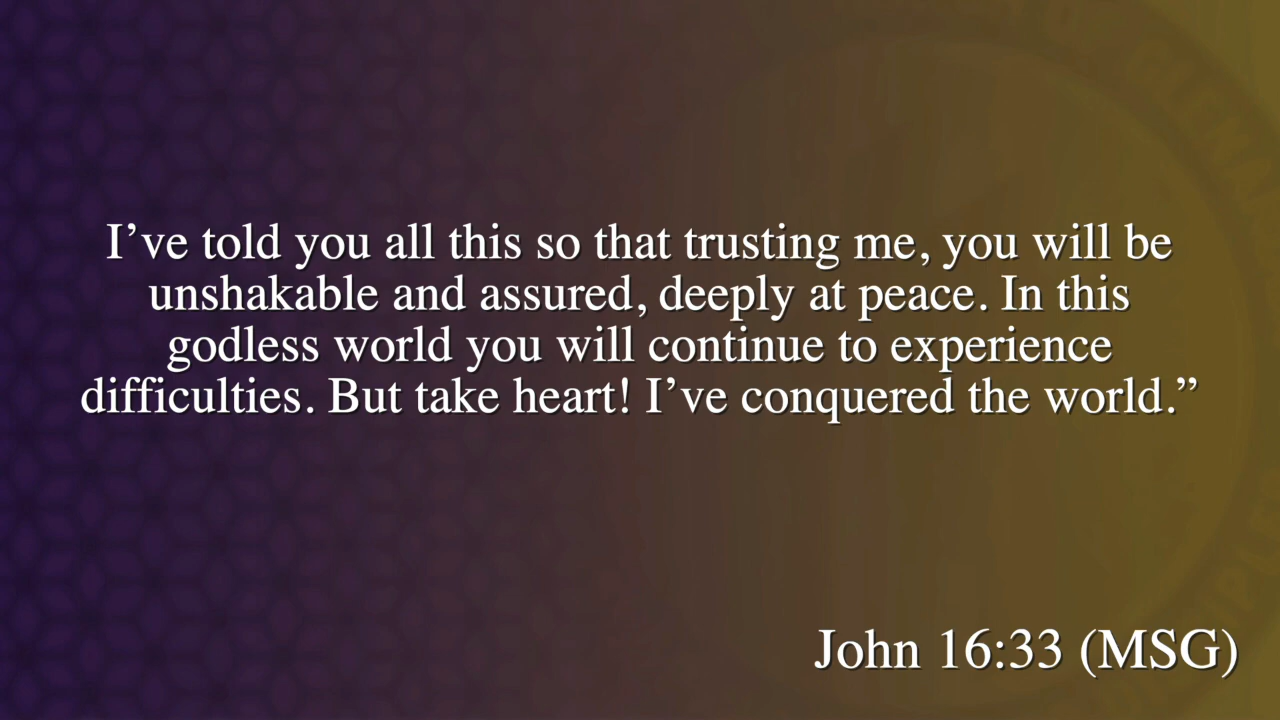 I’ve told you all this so that trusting me, you will be
unshakable and assured, deeply at peace. In this
godless world you will continue to experience
difficulties. But take heart! I’ve conquered the world.”
John 16:33 (MSG)